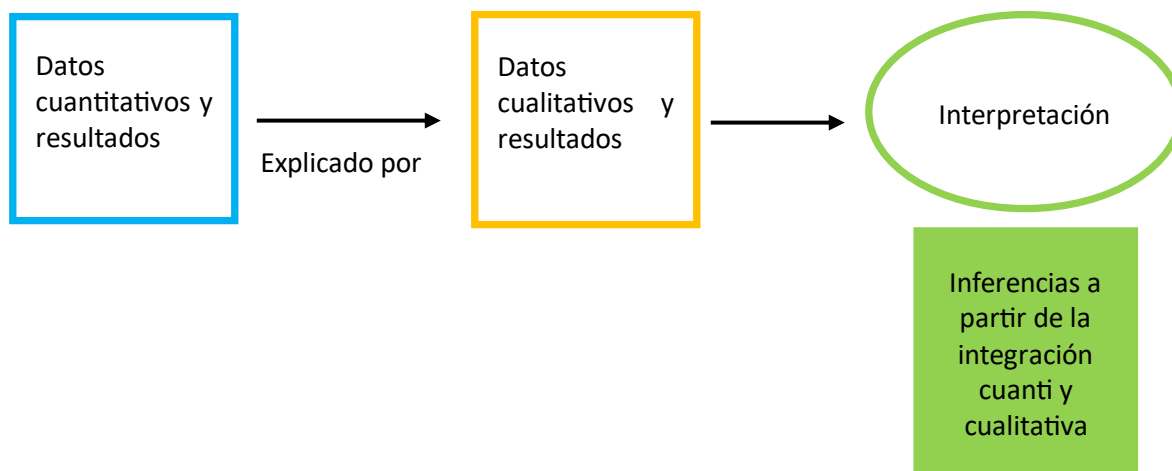 Datos
cuantitativos y
resultados
Explicado por
Datos
cualitativos y
resultados
Interpretación
Inferencias a
partir de la
integración
cuanti y
cualitativa